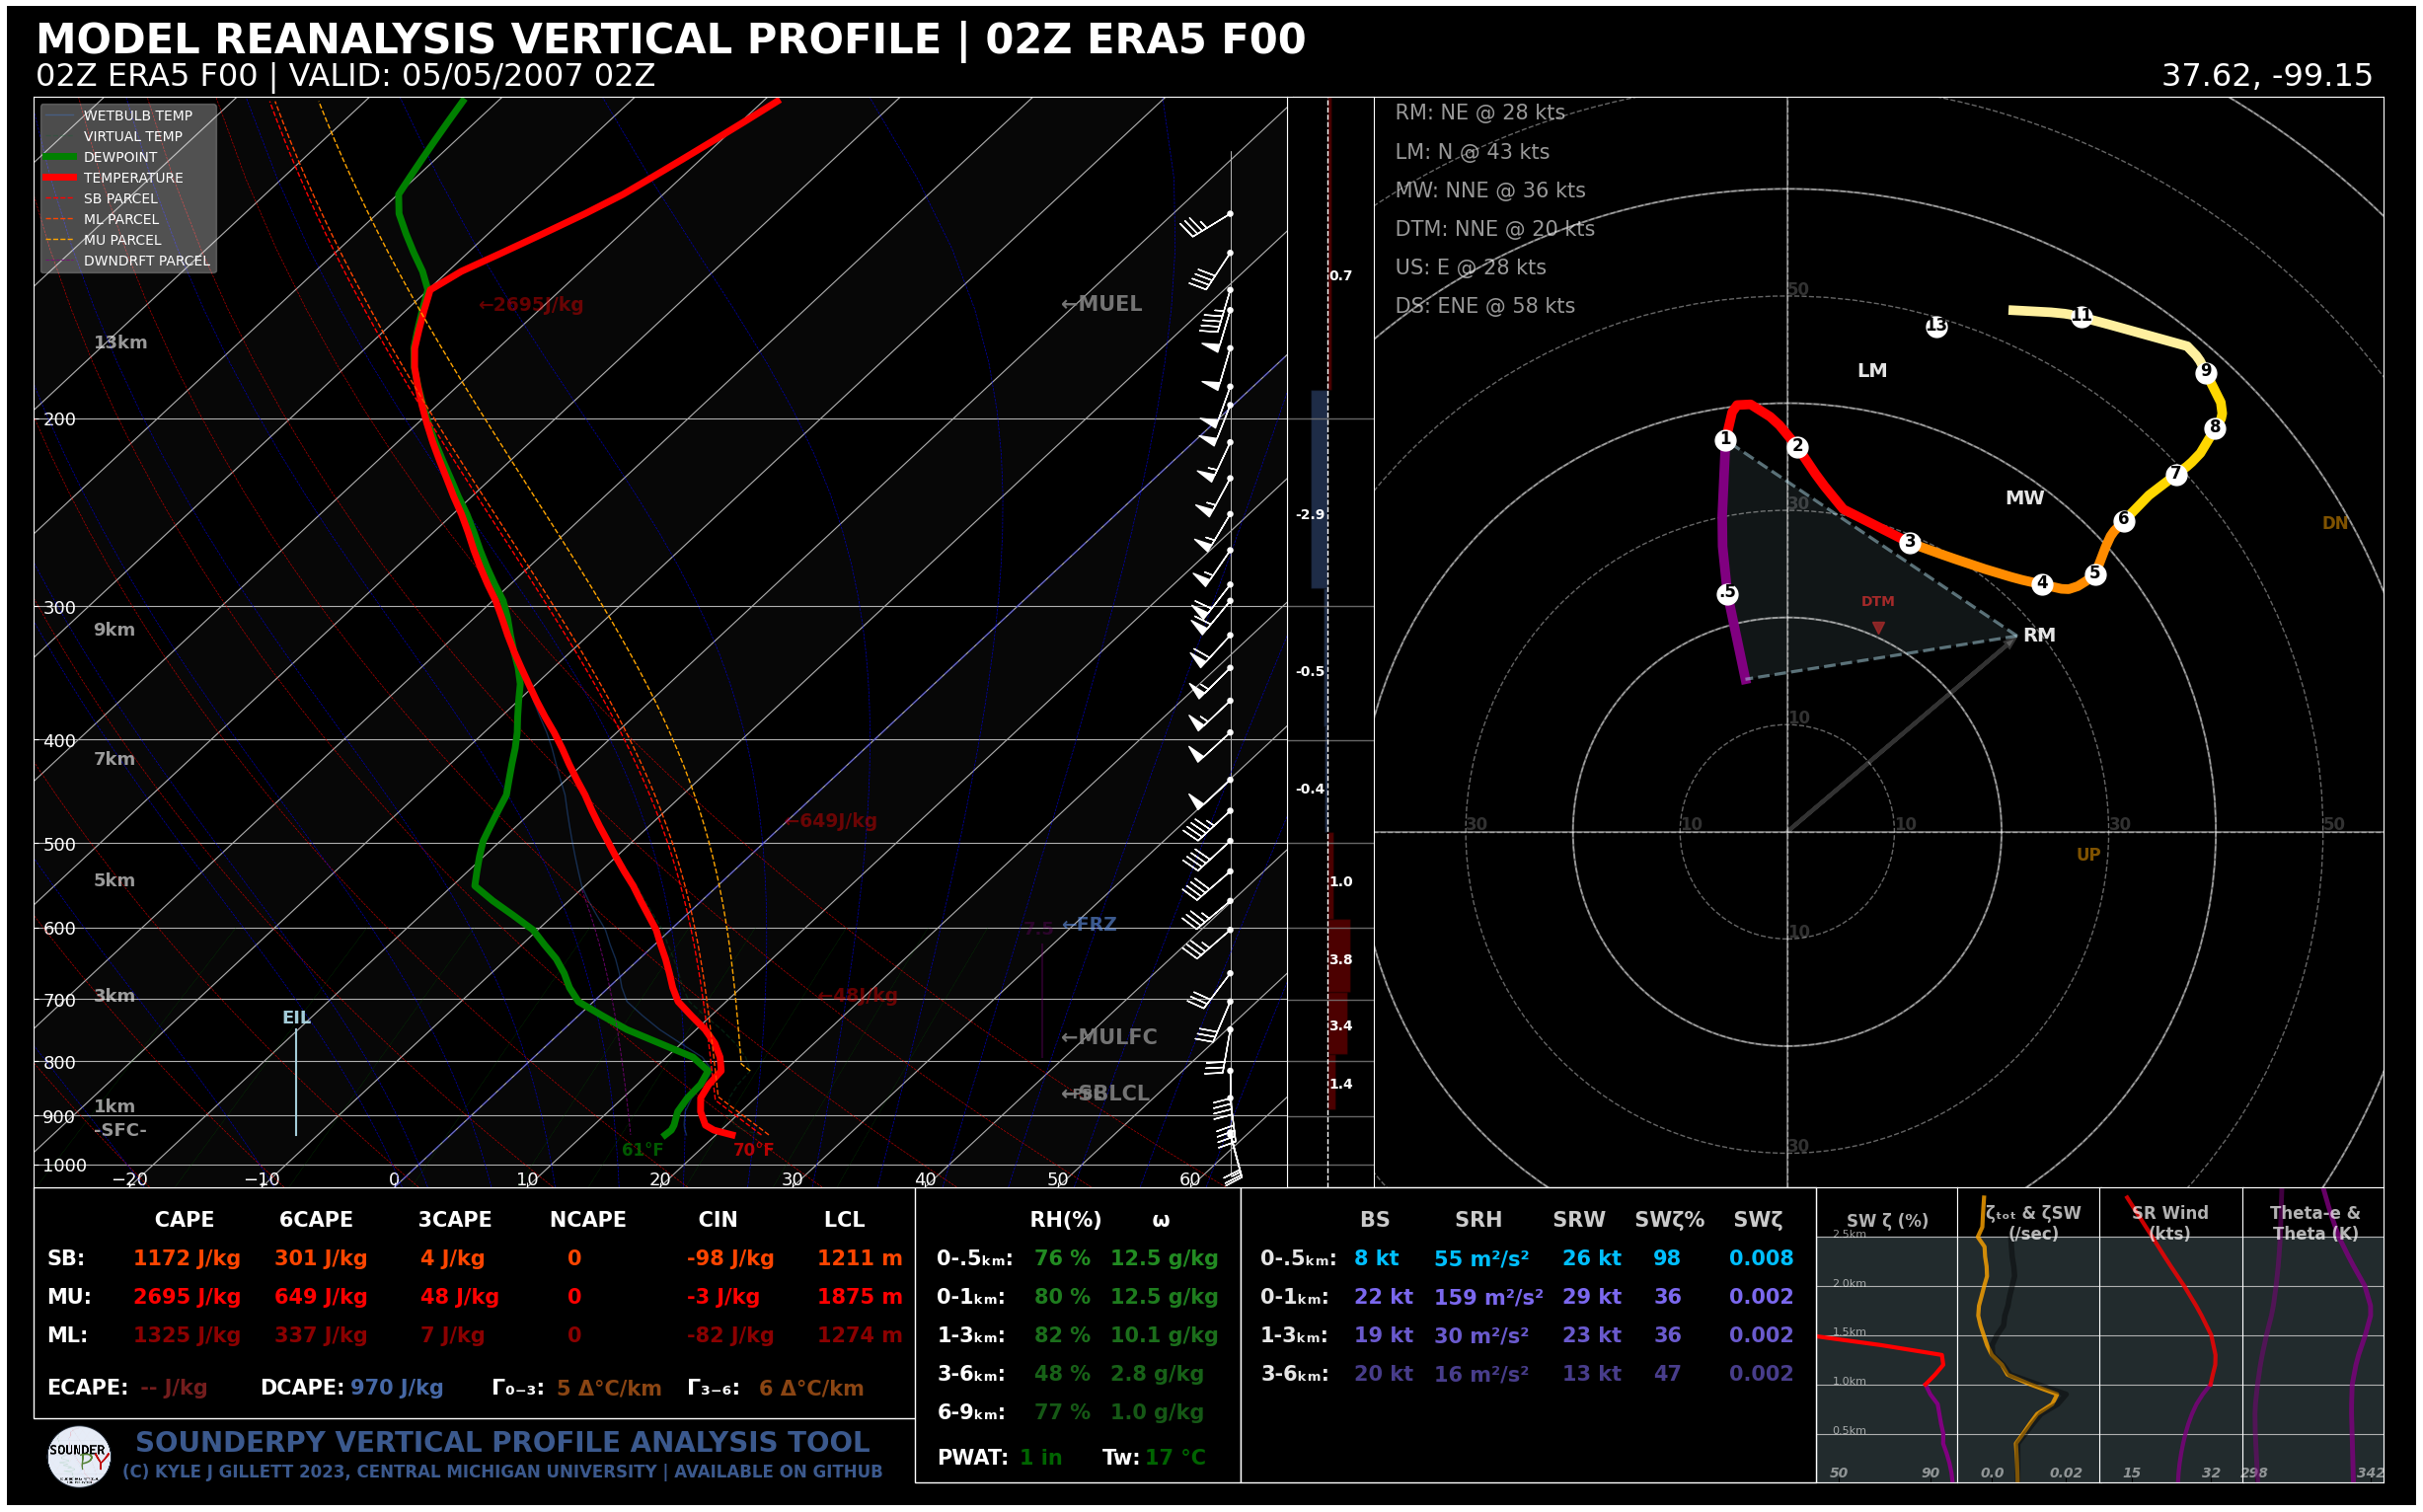 MODEL REANALYSIS VERTICAL PROFILE | 02Z ERA5 F00
02Z ERA5 F00 | VALID: 05/05/2007 02Z
37.62, -99.15
WETBULB TEMP
VIRTUAL TEMP
DEWPOINT
TEMPERATURE
SB PARCEL
ML PARCEL
MU PARCEL
DWNDRFT PARCEL
13km
200
300
9km
400
7km
500
5km
600
700
3km
800
900
1km
-SFC-
1000
EIL
←2695J/kg
←649J/kg
←48J/kg
←MUEL
←FRZ
←MULFC
←SBLCL
61°F
70°F
−20
−10
0
10
20
30
40
50
60
0.7
-2.9
-0.5
-0.4
1.0
3.8
3.4
1.4
RM: NE @ 28 kts
LM: N @ 43 kts
MW: NNE @ 36 kts
DTM: NNE @ 20 kts
US: E @ 28 kts
DS: ENE @ 58 kts
50
13
11
LM
9
1
2
8
7
30
MW
6
DN
3
5
4
.5
DTM
RM
10
30
10
10
30
50
UP
10
30
CAPE 6CAPE 3CAPE NCAPE CIN LCL
SB: 1172 J/kg 301 J/kg 4 J/kg 0 -98 J/kg 1211 m
MU: 2695 J/kg 649 J/kg 48 J/kg 0 -3 J/kg 1875 m
ML: 1325 J/kg 337 J/kg 7 J/kg 0 -82 J/kg 1274 m
ECAPE: -- J/kg DCAPE: 970 J/kg Γ₀₋₃: 5 Δ°C/km Γ₃₋₆: 6 Δ°C/km
RH(%) ω
0-.5ₖₘ: 76 % 12.5 g/kg
0-1ₖₘ: 80 % 12.5 g/kg
1-3ₖₘ: 82 % 10.1 g/kg
3-6ₖₘ: 48 % 2.8 g/kg
6-9ₖₘ: 77 % 1.0 g/kg
PWAT: 1 in Tw: 17 °C
BS SRH SRW SWζ% SWζ
0-.5ₖₘ: 8 kt 55 m²/s² 26 kt 98 0.008
0-1ₖₘ: 22 kt 159 m²/s² 29 kt 36 0.002
1-3ₖₘ: 19 kt 30 m²/s² 23 kt 36 0.002
3-6ₖₘ: 20 kt 16 m²/s² 13 kt 47 0.002
SW ζ (%)
2.5km
2.0km
1.5km
1.0km
0.5km
50 90
ζₜₒₜ & ζSW
(/sec)
0.0 0.02
SR Wind
(kts)
15 32
Theta-e &
Theta (K)
298 342
SOUNDERPY
SOUNDERPY VERTICAL PROFILE ANALYSIS TOOL
(C) KYLE J GILLETT 2023, CENTRAL MICHIGAN UNIVERSITY | AVAILABLE ON GITHUB